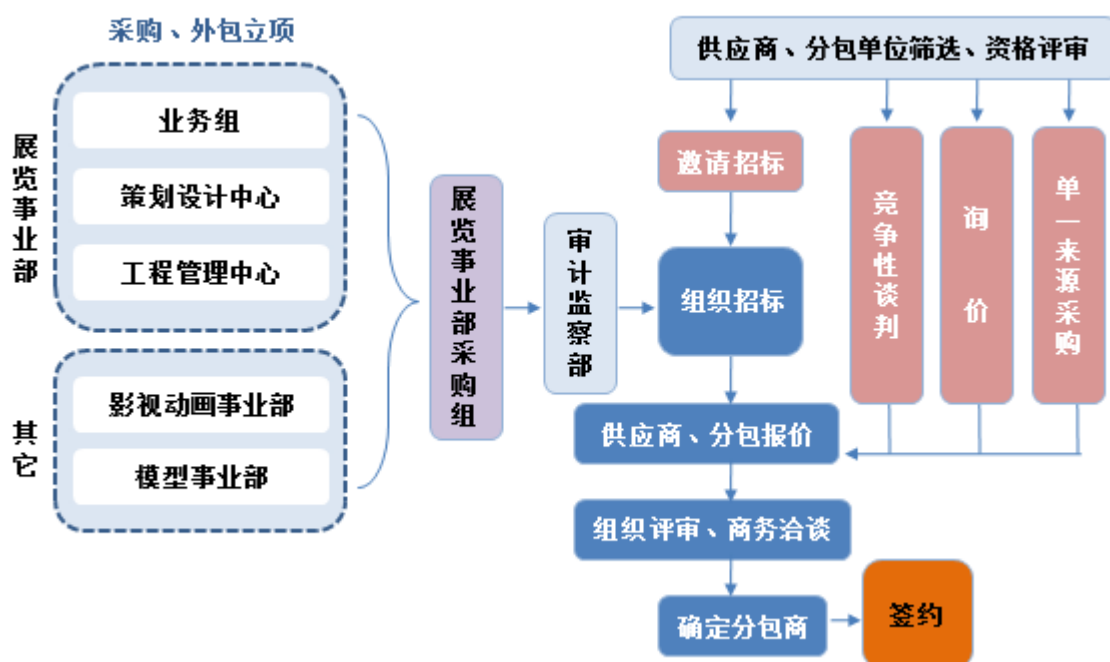 采购、外包立项
展览事业部
业务组
策划设计中心
工程管理中心
其它
影视动画事业部
模型事业部
展览事业部采购组
审计监察部
供应商、分包单位筛选、资格评审
邀请招标
竞争性谈判
询价
单一来源采购
组织招标
供应商、分包报价
组织评审、商务洽谈
确定分包商
签约